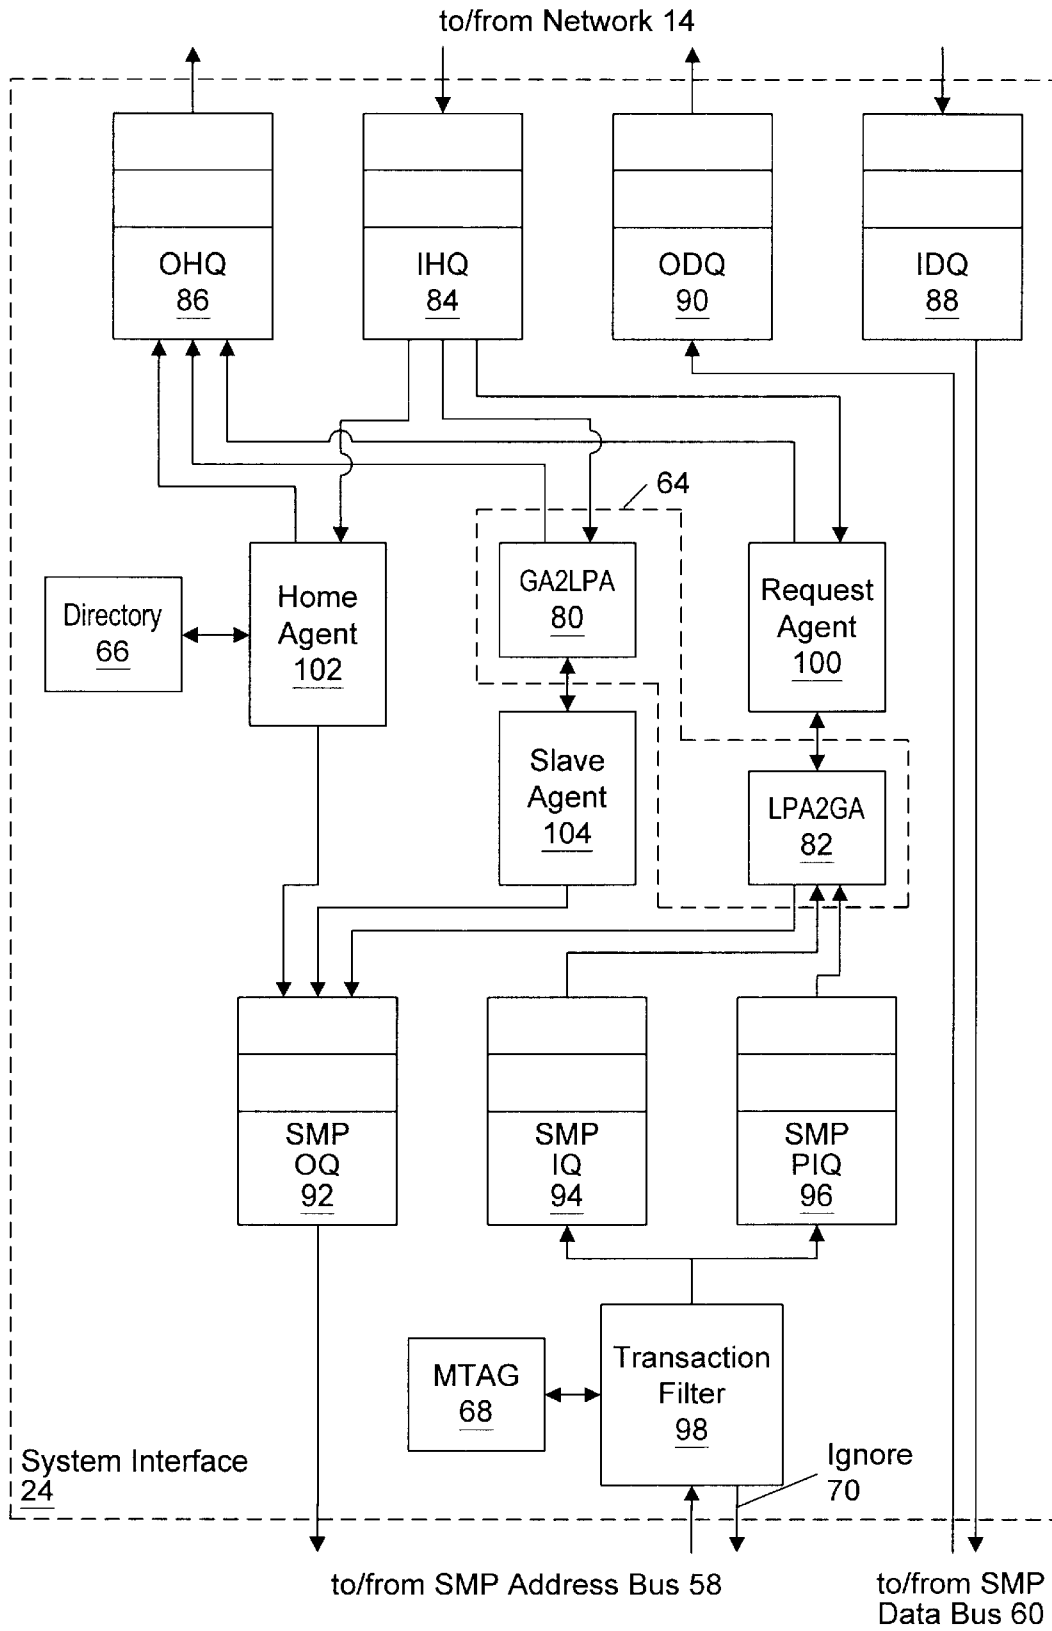 to/from Network 14
OHQ
86
IHQ
84
ODQ
90
IDQ
88
64
Directory
66
Home
Agent
102
GA2LPA
80
Request
Agent
100
Slave
Agent
104
LPA2GA
82
SMP
OQ
92
SMP
IQ
94
SMP
PIQ
96
MTAG
68
Transaction
Filter
98
System Interface
24
Ignore
70
to/from SMP Address Bus 58
to/from SMP
Data Bus 60